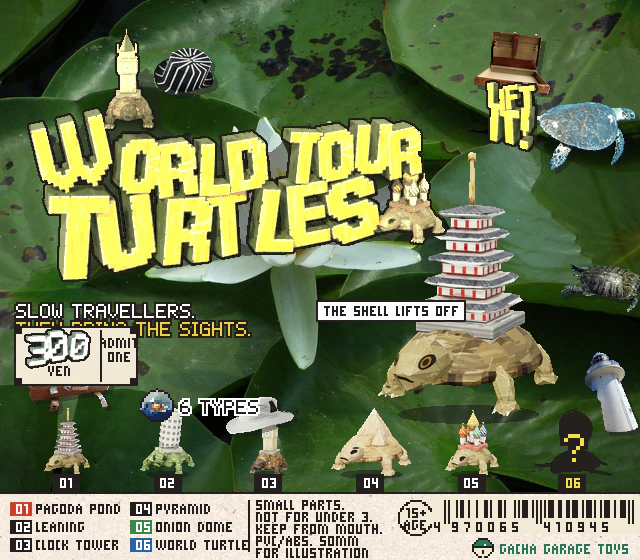 WORLD TOUR
TURTLES
LIFT
IT!
THE SHELL LIFTS OFF
SLOW TRAVELLERS.
THEY BRING THE SIGHTS.
300
YEN
ADMIT
ONE
6 TYPES
01
02
03
04
05
?
06
01 PAGODA POND
02 LEANING
03 CLOCK TOWER
04 PYRAMID
05 ONION DOME
06 WORLD TURTLE
SMALL PARTS.
NOT FOR UNDER 3.
KEEP FROM MOUTH.
PVC/ABS. 50MM
FOR ILLUSTRATION
15+
AGE
4 970065 410945
GACHA GARAGE TOYS